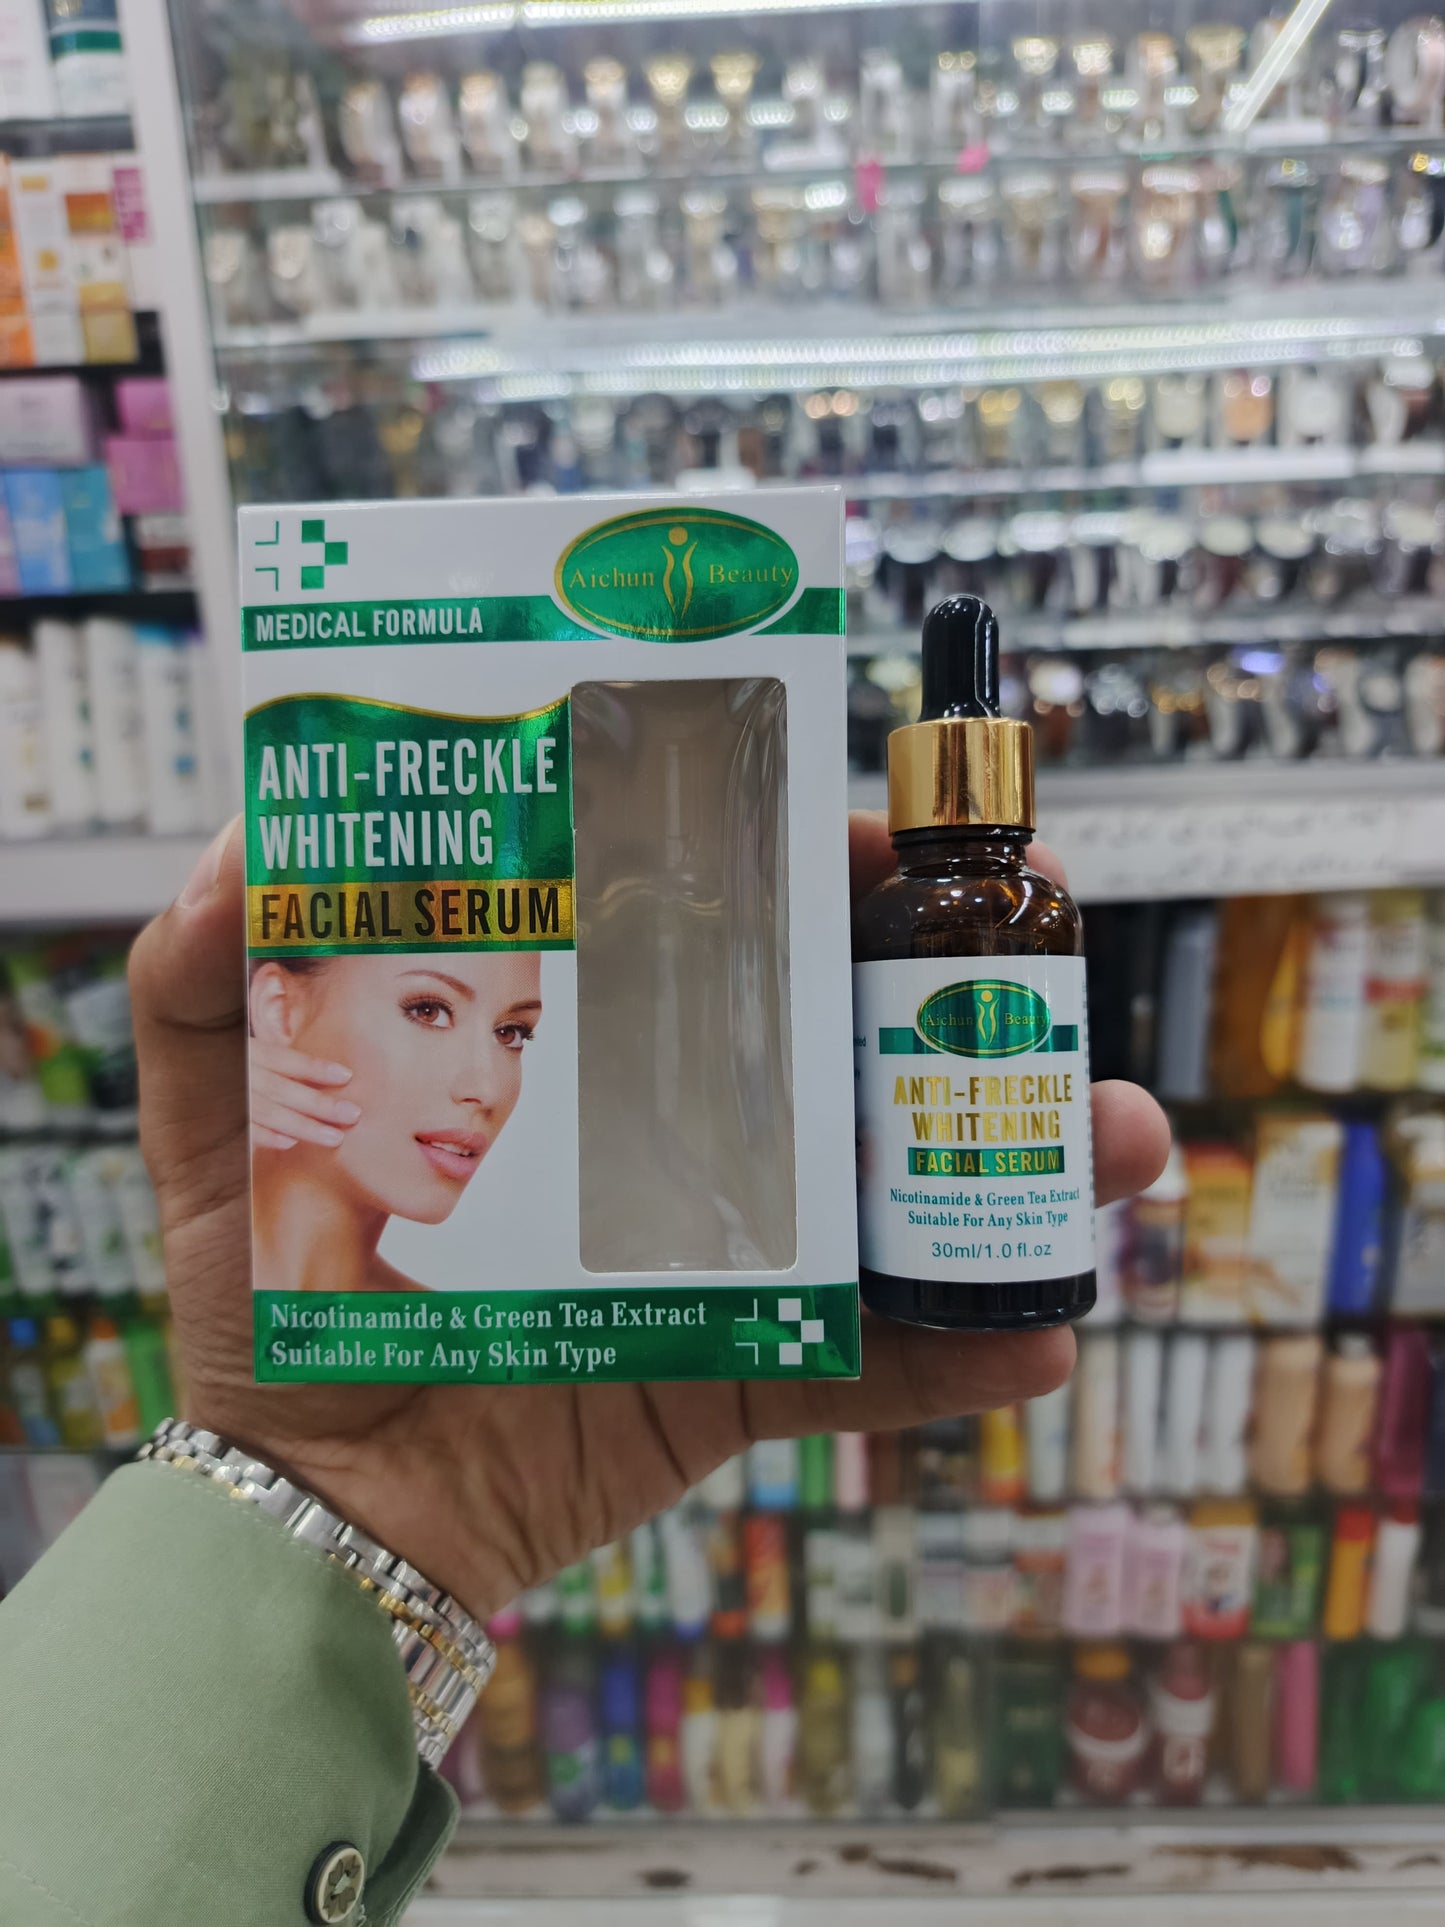 Aichun Beauty
MEDICAL FORMULA
ANTI-FRECKLE
WHITENING
FACIAL SERUM
Nicotinamide & Green Tea Extract
Suitable For Any Skin Type
Aichun Beauty
ANTI-FRECKLE
WHITENING
FACIAL SERUM
Nicotinamide & Green Tea Extract
Suitable For Any Skin Type
30ml/1.0 fl.oz